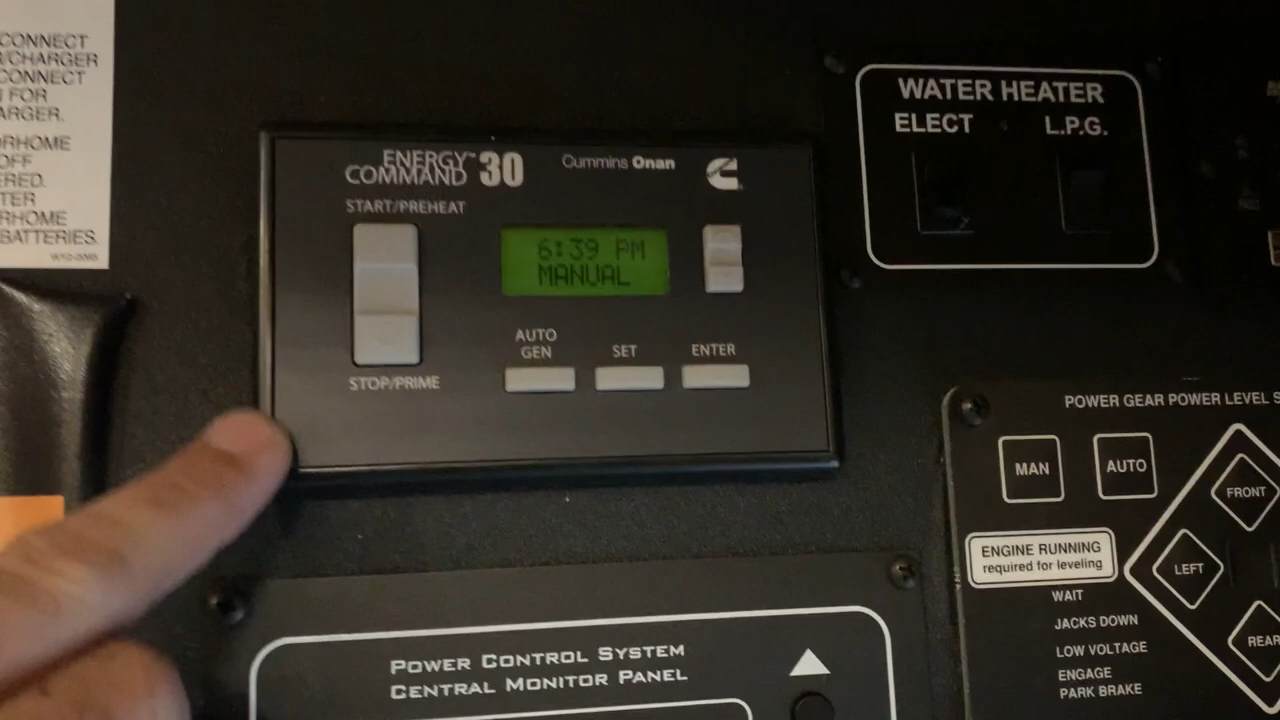 CONNECT
/CHARGER
CONNECT
FOR
ARGER.
ORHOME
OFF
ERED.
TER
RHOME
BATTERIES.
ENERGY™
COMMAND 30
Cummins Onan
START/PREHEAT
6:39 PM
MANUAL
AUTO
GEN
SET
ENTER
STOP/PRIME
WATER HEATER
ELECT
L.P.G.
POWER GEAR POWER LEVEL S
MAN
AUTO
FRONT
ENGINE RUNNING
required for leveling
LEFT
WAIT
JACKS DOWN
LOW VOLTAGE
ENGAGE
PARK BRAKE
REAR
POWER CONTROL SYSTEM
CENTRAL MONITOR PANEL